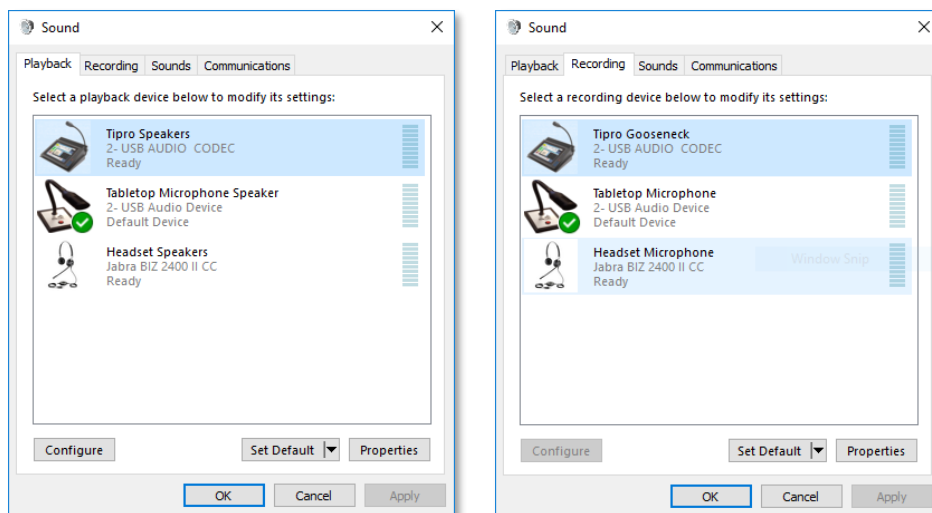 Sound
Playback Recording Sounds Communications
Select a playback device below to modify its settings:
Tipro Speakers
2- USB AUDIO  CODEC
Ready
Tabletop Microphone Speaker
2- USB Audio Device
Default Device
Headset Speakers
Jabra BIZ 2400 II CC
Ready
Configure Set Default Properties
OK Cancel Apply
Sound
Playback Recording Sounds Communications
Select a recording device below to modify its settings:
Tipro Gooseneck
2- USB AUDIO  CODEC
Ready
Tabletop Microphone
2- USB Audio Device
Default Device
Headset Microphone
Jabra BIZ 2400 II CC
Ready
Window Snip
Configure Set Default Properties
OK Cancel Apply